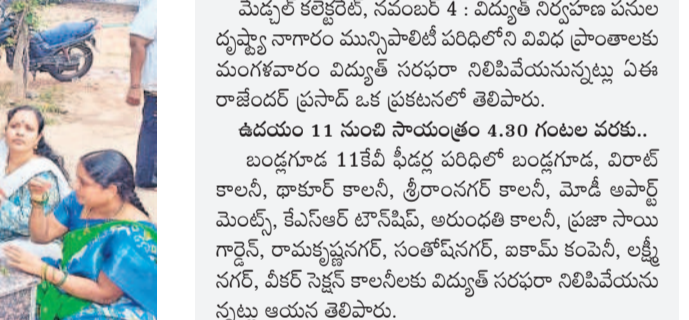 మేడ్చల్ కలెక్టరేట్, నవంబర్ 4 : విద్యుత్ నిర్వహణ పనుల
దృష్ట్యా నాగారం మున్సిపాలిటీ పరిధిలోని వివిధ ప్రాంతాలకు
మంగళవారం విద్యుత్ సరఫరా నిలిపివేయనున్నట్లు ఏఈ
రాజేందర్ ప్రసాద్ ఒక ప్రకటనలో తెలిపారు.
ఉదయం 11 నుంచి సాయంత్రం 4.30 గంటల వరకు..
బండ్లగూడ 11కేవీ ఫీడర్ల పరిధిలో బండ్లగూడ, విరాట్
కాలనీ, థాకూర్ కాలనీ, శ్రీరాంనగర్ కాలనీ, మోడీ అపార్ట్
మెంట్స్, కేఎస్ఆర్ టౌన్‌షిప్, అరుంధతి కాలనీ, ప్రజా సాయి
గార్డెన్, రామకృష్ణనగర్, సంతోష్‌నగర్, ఐకామ్ కంపెనీ, లక్ష్మీ
నగర్, వీకర్ సెక్షన్ కాలనీలకు విద్యుత్ సరఫరా నిలిపివేయను
న్నట్లు ఆయన తెలిపారు.